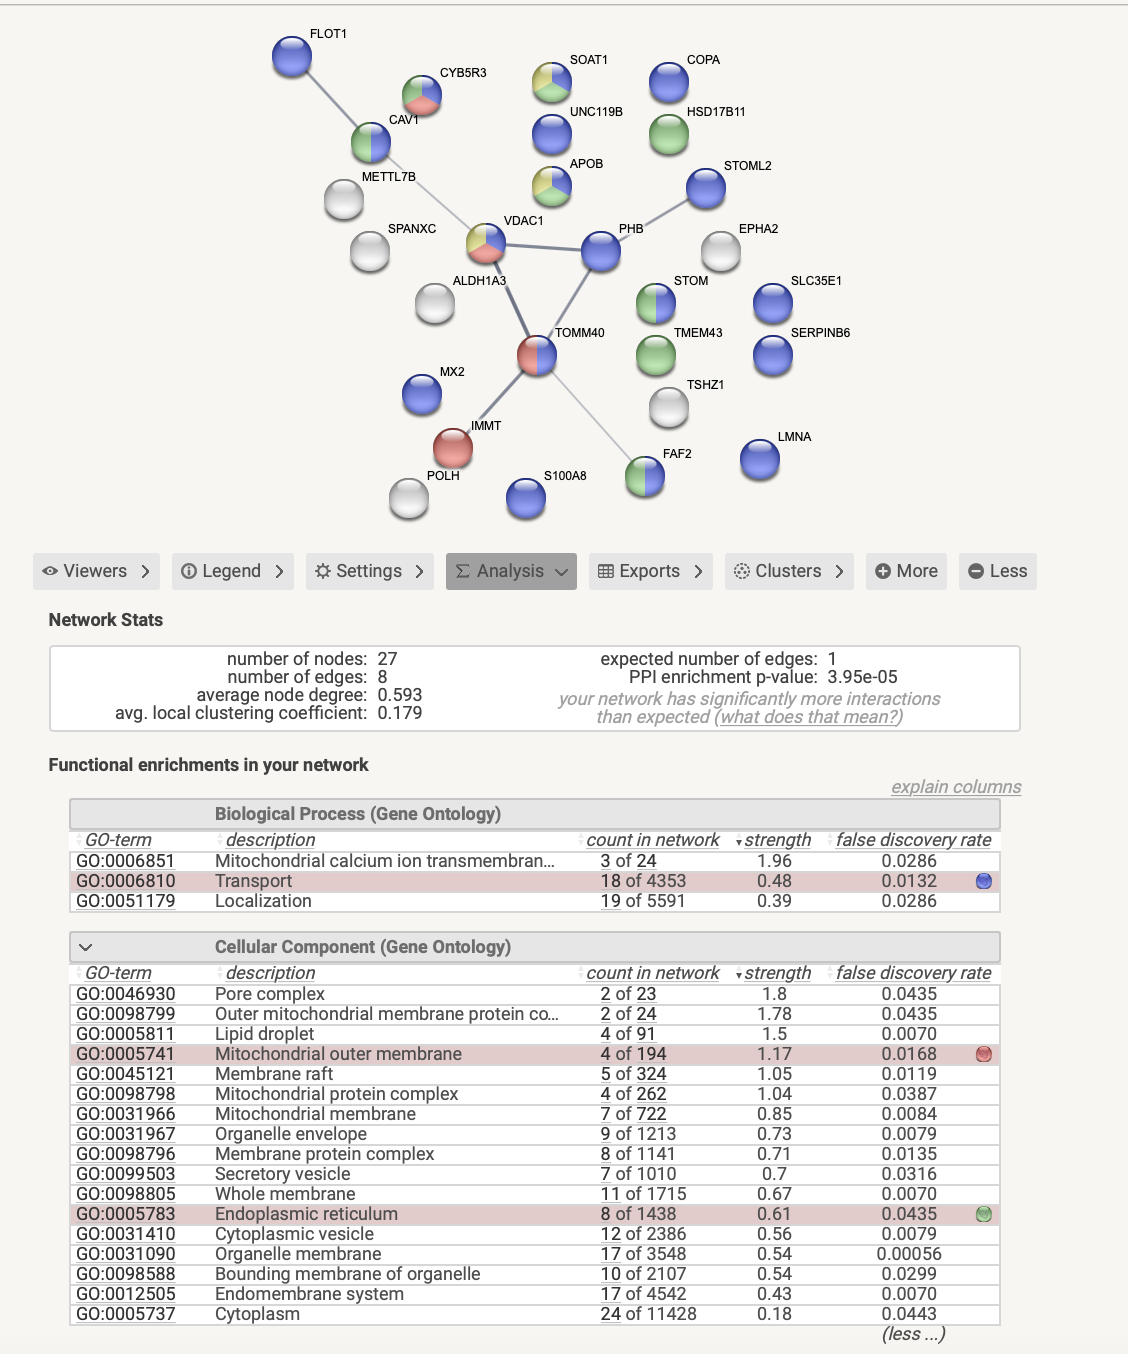 FLOT1
SOAT1
COPA
CYB5R3
UNC119B
HSD17B11
CAV1
APOB
STOML2
METTL7B
VDAC1
SPANXC
PHB
EPHA2
ALDH1A3
STOM
SLC35E1
TOMM40
TMEM43
SERPINB6
MX2
TSHZ1
IMMT
LMNA
FAF2
POLH
S100A8
Viewers
Legend
Settings
Analysis
Exports
Clusters
More
Less
Network Stats
number of nodes: 27
number of edges: 8
average node degree: 0.593
avg. local clustering coefficient: 0.179
expected number of edges: 1
PPI enrichment p-value: 3.95e-05
your network has significantly more interactions
than expected (what does that mean?)
Functional enrichments in your network
explain columns
Biological Process (Gene Ontology)
GO-term description count in network strength false discovery rate
GO:0006851 Mitochondrial calcium ion transmembran... 3 of 24 1.96 0.0286
GO:0006810 Transport 18 of 4353 0.48 0.0132
GO:0051179 Localization 19 of 5591 0.39 0.0286
Cellular Component (Gene Ontology)
GO-term description count in network strength false discovery rate
GO:0046930 Pore complex 2 of 23 1.8 0.0435
GO:0098799 Outer mitochondrial membrane protein co... 2 of 24 1.78 0.0435
GO:0005811 Lipid droplet 4 of 91 1.5 0.0070
GO:0005741 Mitochondrial outer membrane 4 of 194 1.17 0.0168
GO:0045121 Membrane raft 5 of 324 1.05 0.0119
GO:0098798 Mitochondrial protein complex 4 of 262 1.04 0.0387
GO:0031966 Mitochondrial membrane 7 of 722 0.85 0.0084
GO:0031967 Organelle envelope 9 of 1213 0.73 0.0079
GO:0098796 Membrane protein complex 8 of 1141 0.71 0.0135
GO:0099503 Secretory vesicle 7 of 1010 0.7 0.0316
GO:0098805 Whole membrane 11 of 1715 0.67 0.0070
GO:0005783 Endoplasmic reticulum 8 of 1438 0.61 0.0435
GO:0031410 Cytoplasmic vesicle 12 of 2386 0.56 0.0079
GO:0031090 Organelle membrane 17 of 3548 0.54 0.00056
GO:0098588 Bounding membrane of organelle 10 of 2107 0.54 0.0299
GO:0012505 Endomembrane system 17 of 4542 0.43 0.0070
GO:0005737 Cytoplasm 24 of 11428 0.18 0.0443
(less ...)